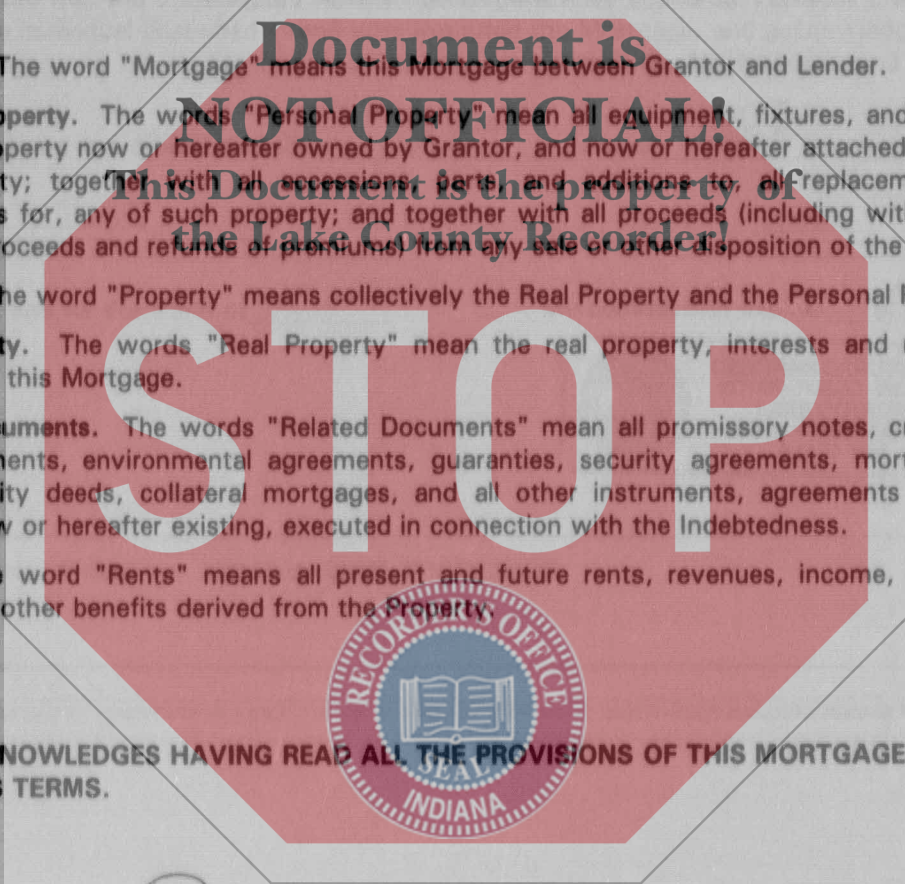 Document is
The word "Mortgage" means this Mortgage between Grantor and Lender.
NOT OFFICIAL!
perty. The words "Personal Property" mean all equipment, fixtures, and
perty now or hereafter owned by Grantor, and now or hereafter attached
This Document is the property of
ty; together with all accessions, parts, and additions to, all replacem
s for, any of such property; and together with all proceeds (including wit
the Lake County Recorder!
oceeds and refunds of premiums) from any sale or other disposition of the
he word "Property" means collectively the Real Property and the Personal
ty. The words "Real Property" mean the real property, interests and
this Mortgage.
STOP
uments. The words "Related Documents" mean all promissory notes, c
ents, environmental agreements, guaranties, security agreements, mort
ity deeds, collateral mortgages, and all other instruments, agreements
w or hereafter existing, executed in connection with the Indebtedness.
e word "Rents" means all present and future rents, revenues, income,
other benefits derived from the Property.
RECORDER'S OFFICE
SEAL
INDIANA
NOWLEDGES HAVING READ ALL THE PROVISIONS OF THIS MORTGAGE
S TERMS.